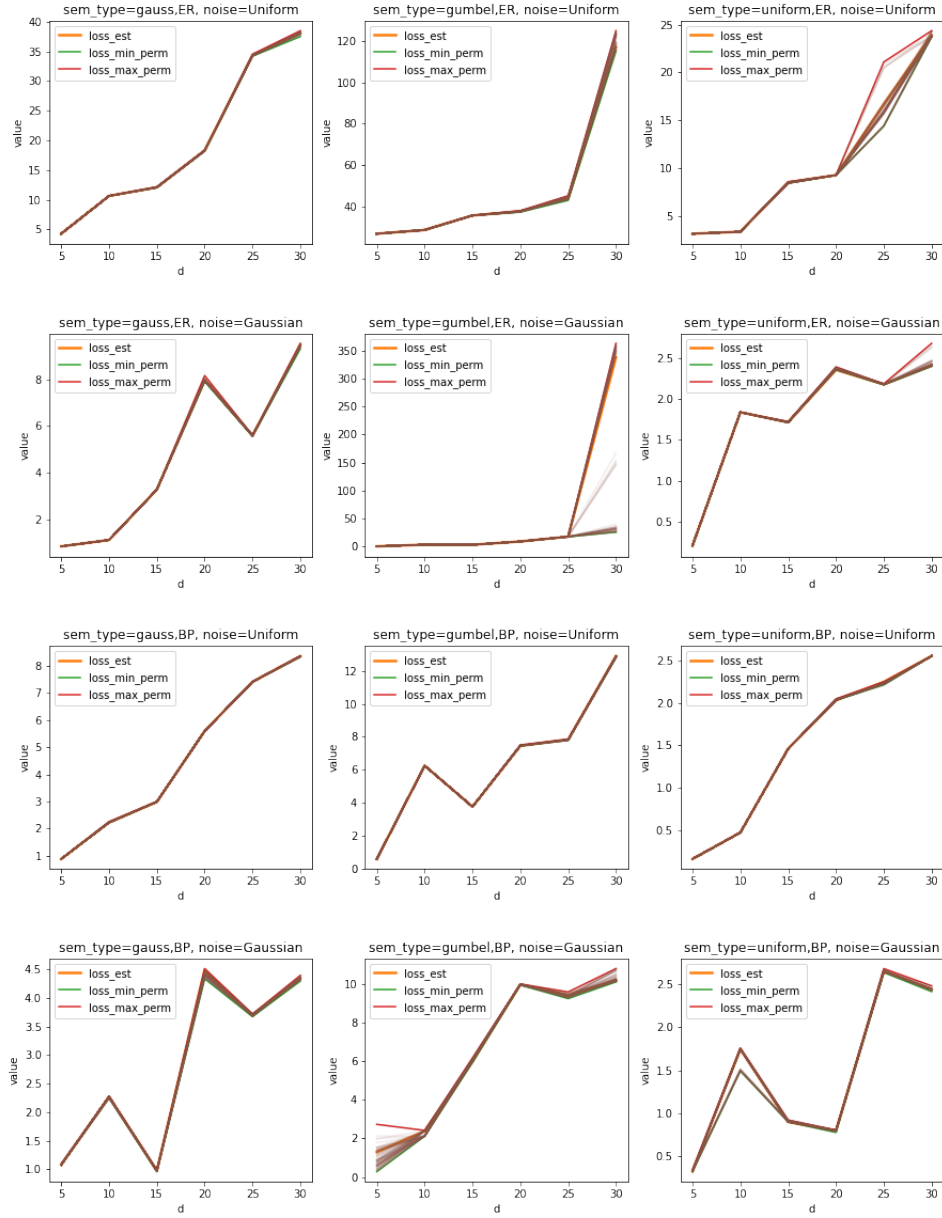 sem_type=gauss,ER, noise=Uniform
40
35
30
25
20
15
10
5
value
loss_est
loss_min_perm
loss_max_perm
5 10 15 20 25 30
d
sem_type=gumbel,ER, noise=Uniform
120
100
80
60
40
value
loss_est
loss_min_perm
loss_max_perm
5 10 15 20 25 30
d
sem_type=uniform,ER, noise=Uniform
25
20
15
10
5
value
loss_est
loss_min_perm
loss_max_perm
5 10 15 20 25 30
d
sem_type=gauss,ER, noise=Gaussian
8
6
4
2
value
loss_est
loss_min_perm
loss_max_perm
5 10 15 20 25 30
d
sem_type=gumbel,ER, noise=Gaussian
350
300
250
200
150
100
50
0
value
loss_est
loss_min_perm
loss_max_perm
5 10 15 20 25 30
d
sem_type=uniform,ER, noise=Gaussian
2.5
2.0
1.5
1.0
0.5
value
loss_est
loss_min_perm
loss_max_perm
5 10 15 20 25 30
d
sem_type=gauss,BP, noise=Uniform
8
7
6
5
4
3
2
1
value
loss_est
loss_min_perm
loss_max_perm
5 10 15 20 25 30
d
sem_type=gumbel,BP, noise=Uniform
12
10
8
6
4
2
0
value
loss_est
loss_min_perm
loss_max_perm
5 10 15 20 25 30
d
sem_type=uniform,BP, noise=Uniform
2.5
2.0
1.5
1.0
0.5
value
loss_est
loss_min_perm
loss_max_perm
5 10 15 20 25 30
d
sem_type=gauss,BP, noise=Gaussian
4.5
4.0
3.5
3.0
2.5
2.0
1.5
1.0
value
loss_est
loss_min_perm
loss_max_perm
5 10 15 20 25 30
d
sem_type=gumbel,BP, noise=Gaussian
10
8
6
4
2
0
value
loss_est
loss_min_perm
loss_max_perm
5 10 15 20 25 30
d
sem_type=uniform,BP, noise=Gaussian
2.5
2.0
1.5
1.0
0.5
value
loss_est
loss_min_perm
loss_max_perm
5 10 15 20 25 30
d